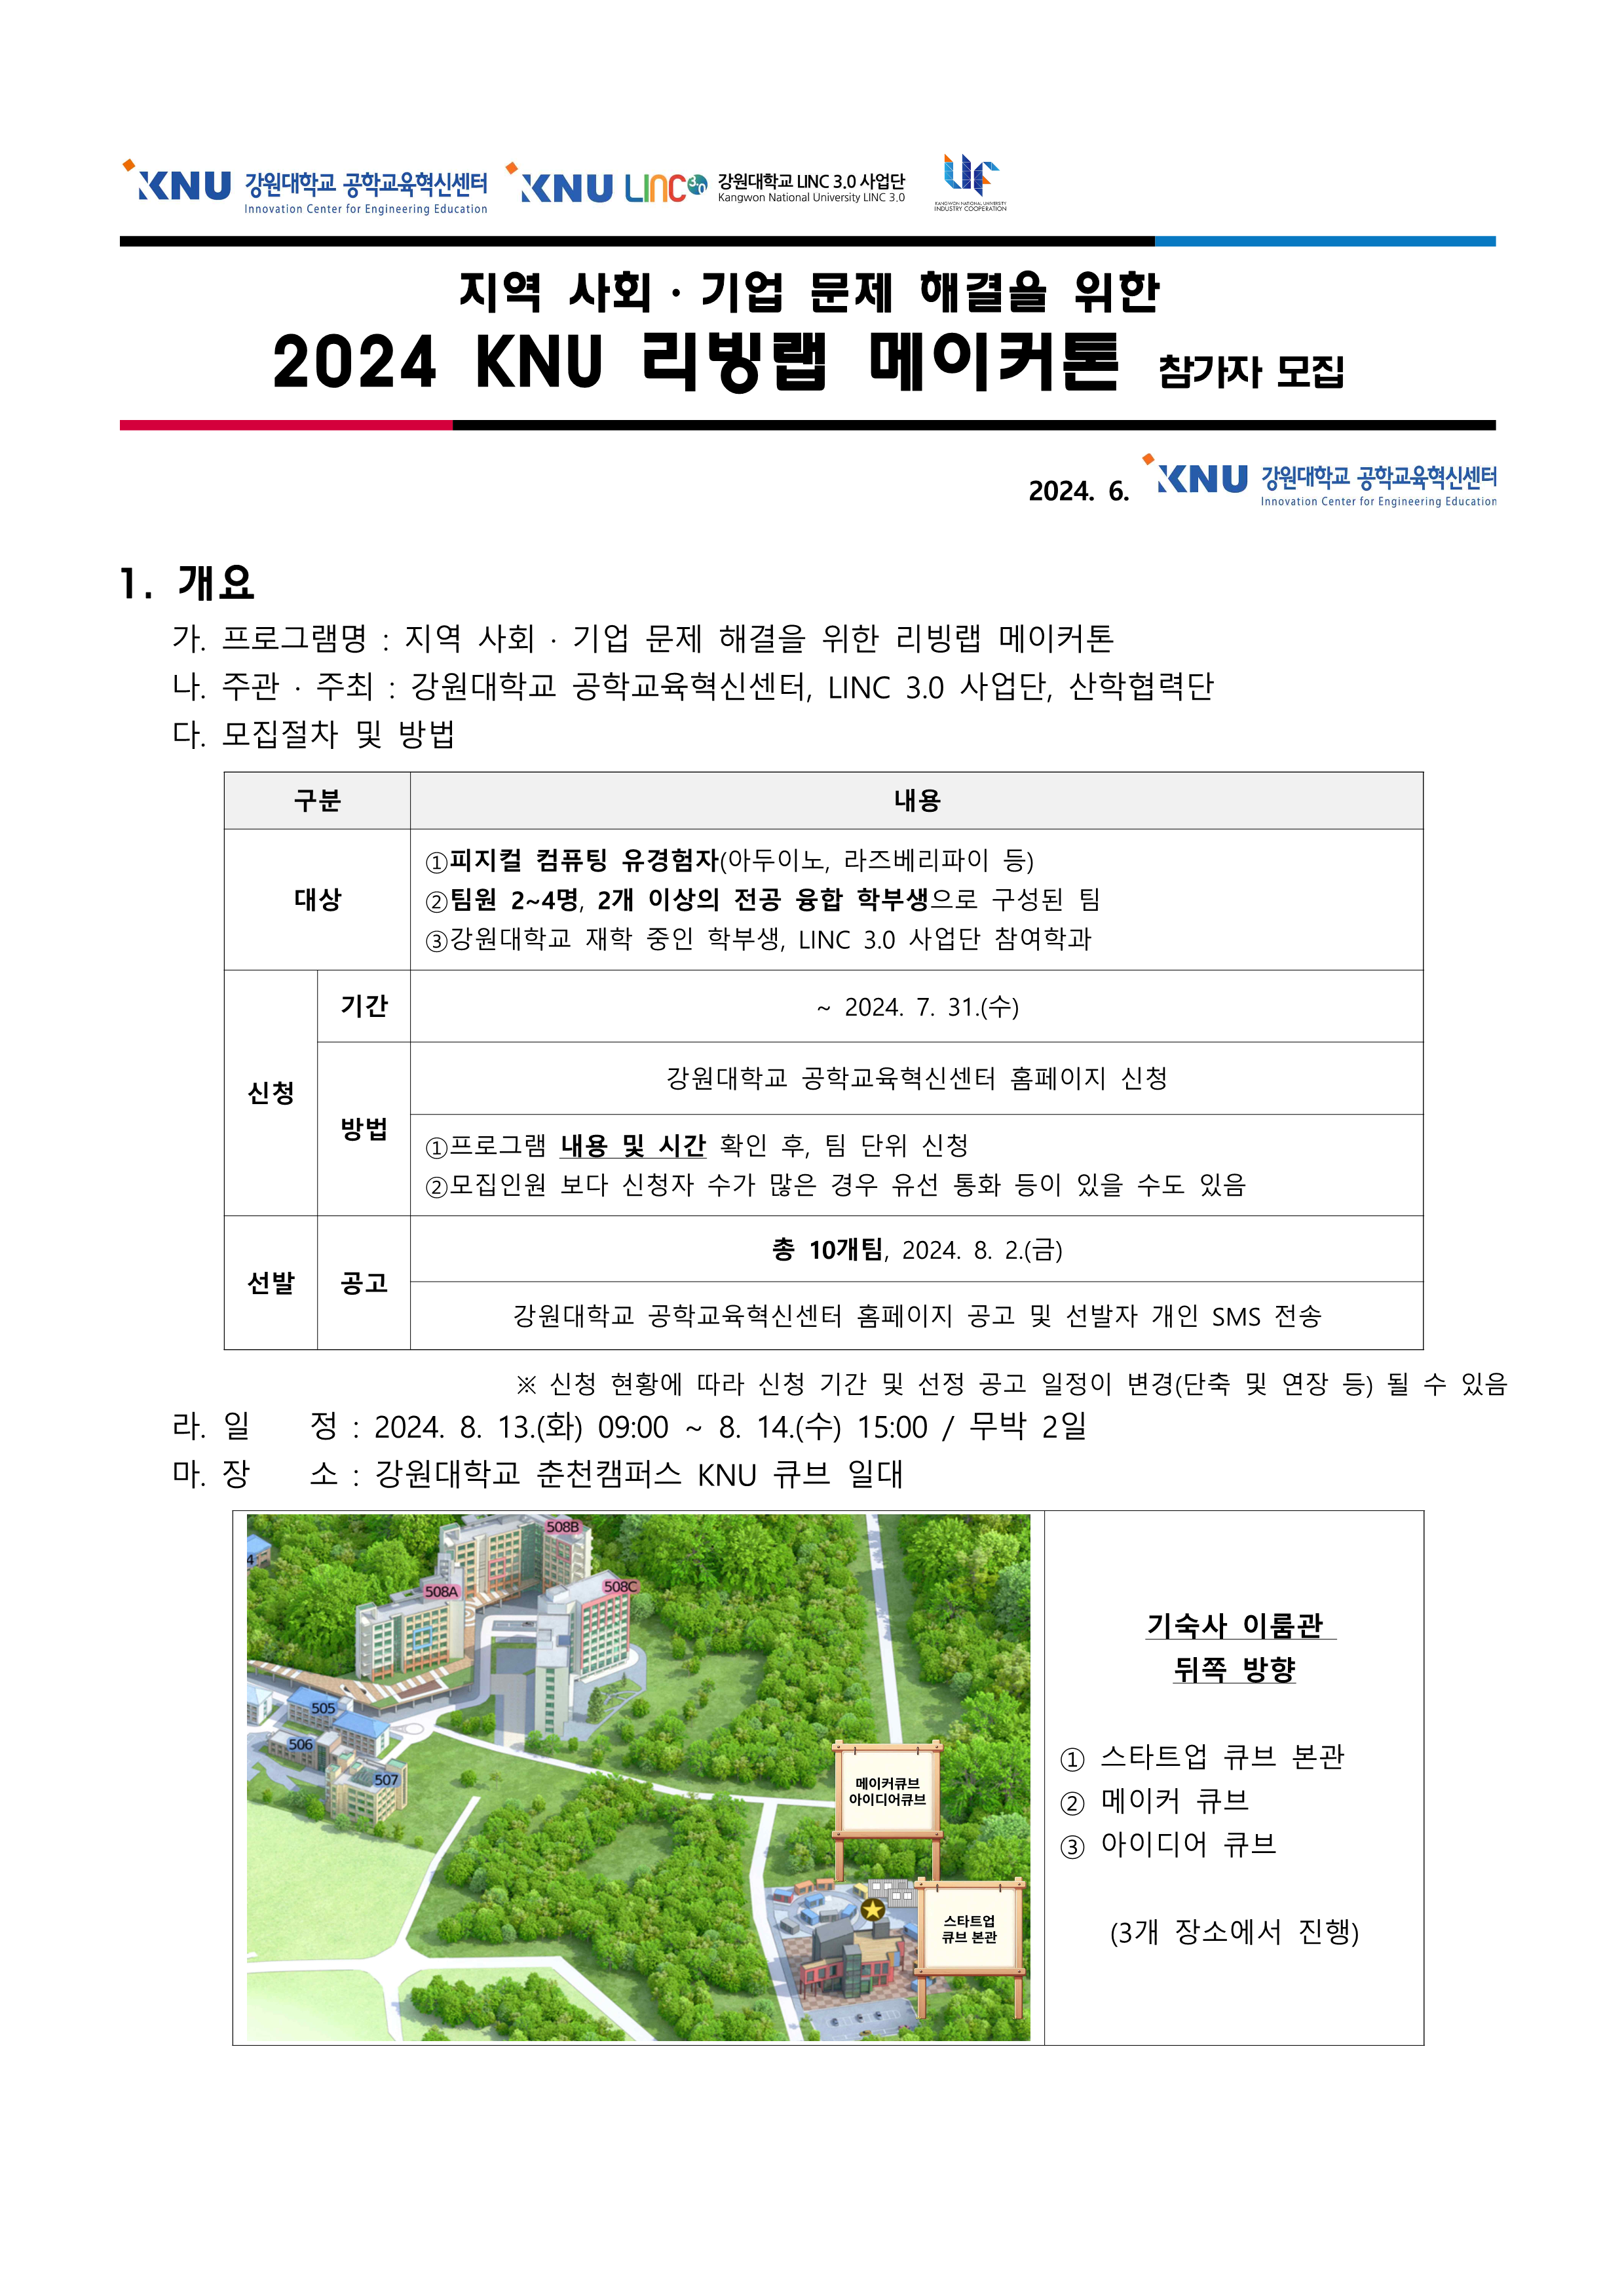 KNU 강원대학교 공학교육혁신센터
Innovation Center for Engineering Education
KNU LINC 3.0 강원대학교 LINC 3.0 사업단
Kangwon National University LINC 3.0
KANGWON NATIONAL UNIVERSITY
INDUSTRY COOPERATION
지역 사회 · 기업 문제 해결을 위한
2024 KNU 리빙랩 메이커톤 참가자 모집
2024. 6. KNU 강원대학교 공학교육혁신센터
Innovation Center for Engineering Education
1. 개요
가. 프로그램명 : 지역 사회 · 기업 문제 해결을 위한 리빙랩 메이커톤
나. 주관 · 주최 : 강원대학교 공학교육혁신센터, LINC 3.0 사업단, 산학협력단
다. 모집절차 및 방법
구분 내용
대상
①피지컬 컴퓨팅 유경험자(아두이노, 라즈베리파이 등)
②팀원 2~4명, 2개 이상의 전공 융합 학부생으로 구성된 팀
③강원대학교 재학 중인 학부생, LINC 3.0 사업단 참여학과
신청
기간
~ 2024. 7. 31.(수)
방법
강원대학교 공학교육혁신센터 홈페이지 신청
①프로그램 내용 및 시간 확인 후, 팀 단위 신청
②모집인원 보다 신청자 수가 많은 경우 유선 통화 등이 있을 수도 있음
선발
공고
총 10개팀, 2024. 8. 2.(금)
강원대학교 공학교육혁신센터 홈페이지 공고 및 선발자 개인 SMS 전송
※ 신청 현황에 따라 신청 기간 및 선정 공고 일정이 변경(단축 및 연장 등) 될 수 있음
라. 일 정 : 2024. 8. 13.(화) 09:00 ~ 8. 14.(수) 15:00 / 무박 2일
마. 장 소 : 강원대학교 춘천캠퍼스 KNU 큐브 일대
508B
4
508A
508C
505
506
507
메이커큐브
아이디어큐브
스타트업
큐브 본관
기숙사 이룸관
뒤쪽 방향
① 스타트업 큐브 본관
② 메이커 큐브
③ 아이디어 큐브
(3개 장소에서 진행)